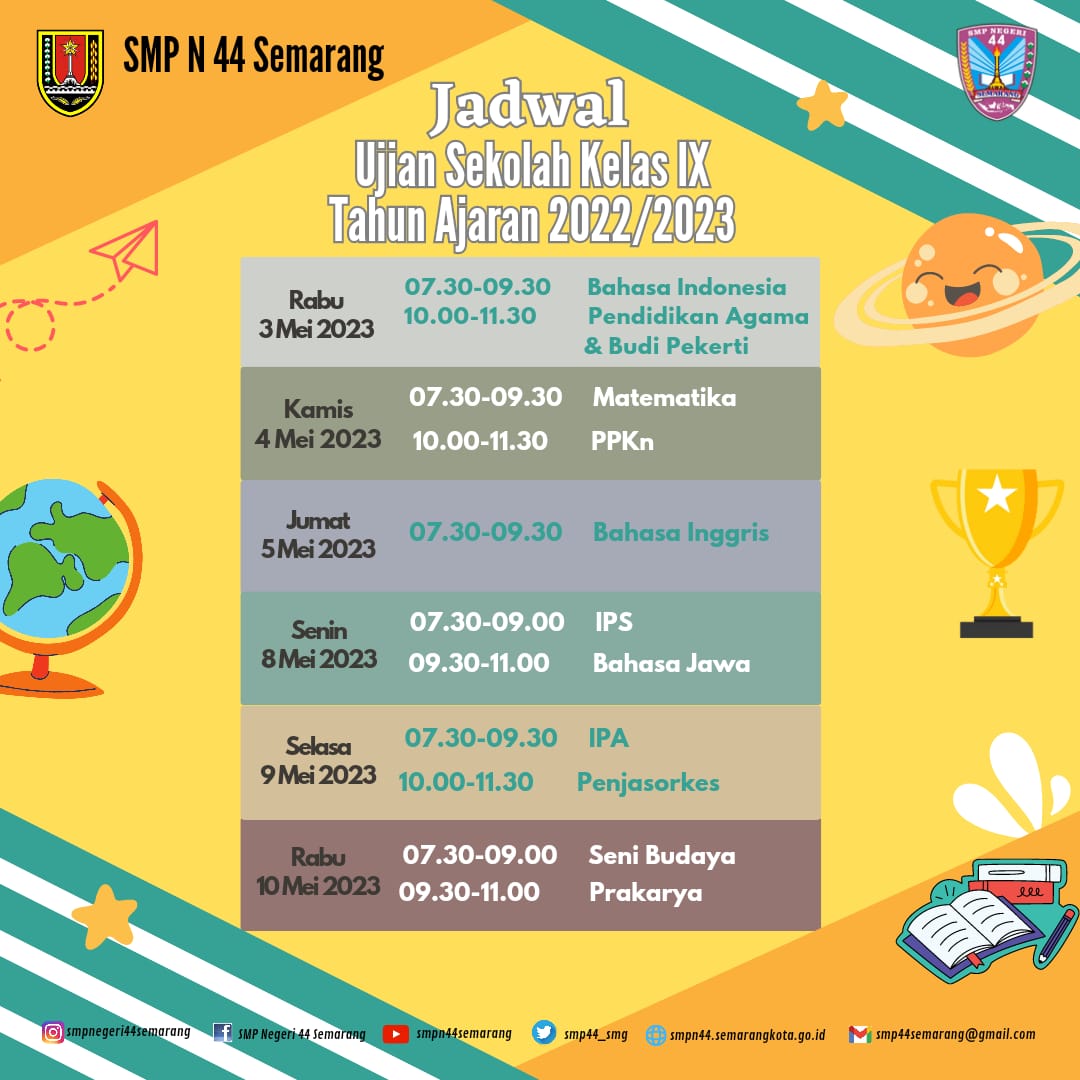 SMP N 44 Semarang
SMP NEGERI
44
SEMARANG
Jadwal
Ujian Sekolah Kelas IX
Tahun Ajaran 2022/2023
Rabu
3 Mei 2023
07.30-09.30 Bahasa Indonesia
10.00-11.30 Pendidikan Agama
& Budi Pekerti
Kamis
4 Mei 2023
07.30-09.30 Matematika
10.00-11.30 PPKn
Jumat
5 Mei 2023
07.30-09.30 Bahasa Inggris
Senin
8 Mei 2023
07.30-09.00 IPS
09.30-11.00 Bahasa Jawa
Selasa
9 Mei 2023
07.30-09.30 IPA
10.00-11.30 Penjasorkes
Rabu
10 Mei 2023
07.30-09.00 Seni Budaya
09.30-11.00 Prakarya
smpnegeri44semarang SMP Negeri 44 Semarang smpn44semarang smp44_smg smpn44.semarangkota.go.id smp44semarang@gmail.com